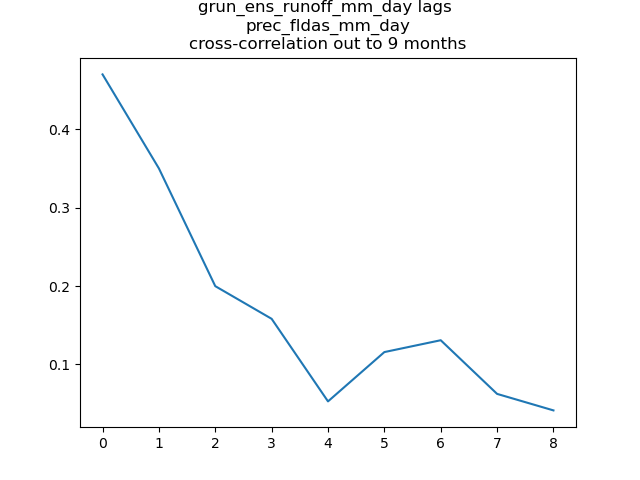 grun_ens_runoff_mm_day lags
prec_fldas_mm_day
cross-correlation out to 9 months
0.4
0.3
0.2
0.1
0 1 2 3 4 5 6 7 8